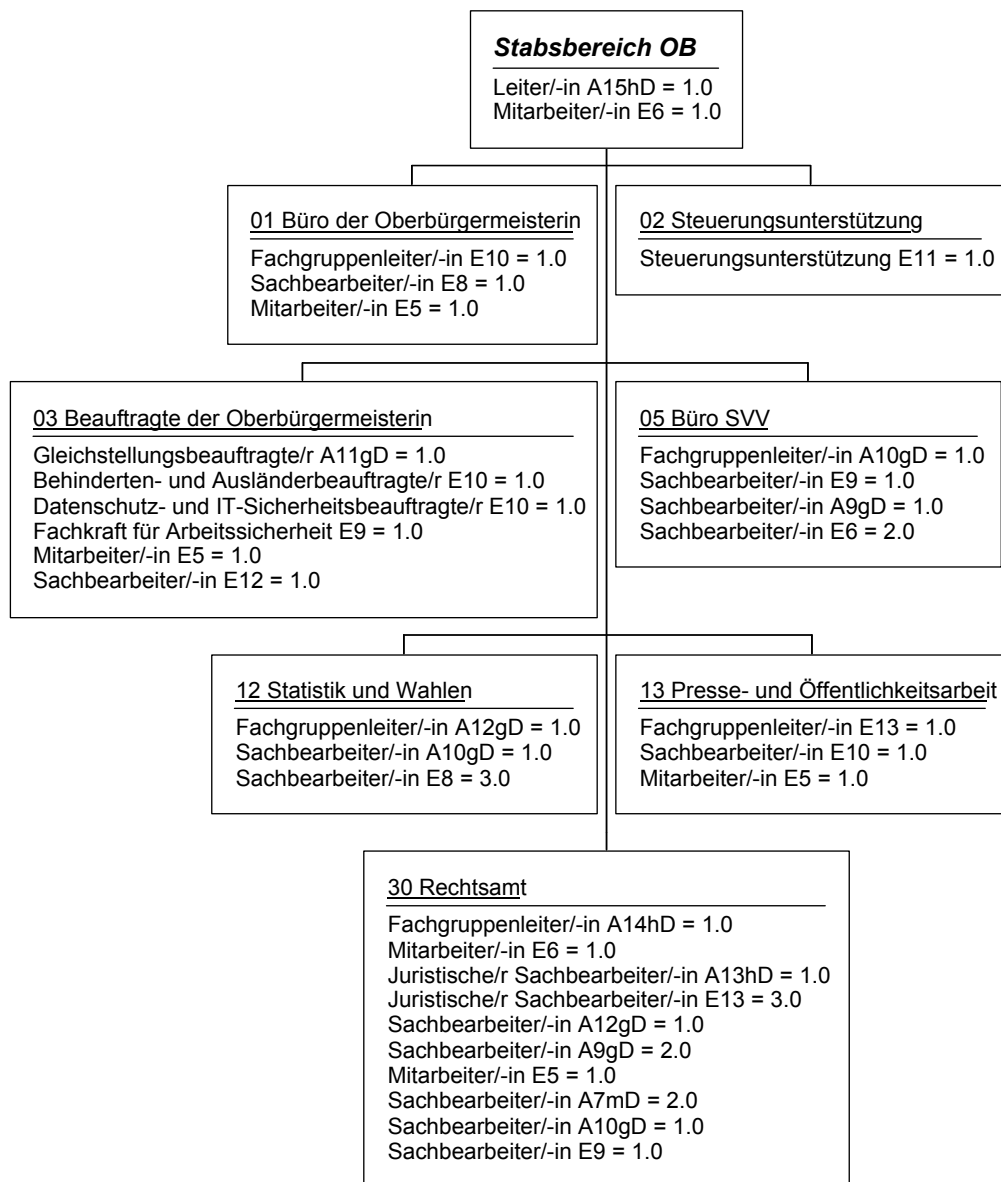 Stabsbereich OB
Leiter/-in A15hD = 1.0
Mitarbeiter/-in E6 = 1.0
01 Büro der Oberbürgermeisterin
Fachgruppenleiter/-in E10 = 1.0
Sachbearbeiter/-in E8 = 1.0
Mitarbeiter/-in E5 = 1.0
02 Steuerungsunterstützung
Steuerungsunterstützung E11 = 1.0
03 Beauftragte der Oberbürgermeisterin
Gleichstellungsbeauftragte/r A11gD = 1.0
Behinderten- und Ausländerbeauftragte/r E10 = 1.0
Datenschutz- und IT-Sicherheitsbeauftragte/r E10 = 1.0
Fachkraft für Arbeitssicherheit E9 = 1.0
Mitarbeiter/-in E5 = 1.0
Sachbearbeiter/-in E12 = 1.0
05 Büro SVV
Fachgruppenleiter/-in A10gD = 1.0
Sachbearbeiter/-in E9 = 1.0
Sachbearbeiter/-in A9gD = 1.0
Sachbearbeiter/-in E6 = 2.0
12 Statistik und Wahlen
Fachgruppenleiter/-in A12gD = 1.0
Sachbearbeiter/-in A10gD = 1.0
Sachbearbeiter/-in E8 = 3.0
13 Presse- und Öffentlichkeitsarbeit
Fachgruppenleiter/-in E13 = 1.0
Sachbearbeiter/-in E10 = 1.0
Mitarbeiter/-in E5 = 1.0
30 Rechtsamt
Fachgruppenleiter/-in A14hD = 1.0
Mitarbeiter/-in E6 = 1.0
Juristische/r Sachbearbeiter/-in A13hD = 1.0
Juristische/r Sachbearbeiter/-in E13 = 3.0
Sachbearbeiter/-in A12gD = 1.0
Sachbearbeiter/-in A9gD = 2.0
Mitarbeiter/-in E5 = 1.0
Sachbearbeiter/-in A7mD = 2.0
Sachbearbeiter/-in A10gD = 1.0
Sachbearbeiter/-in E9 = 1.0